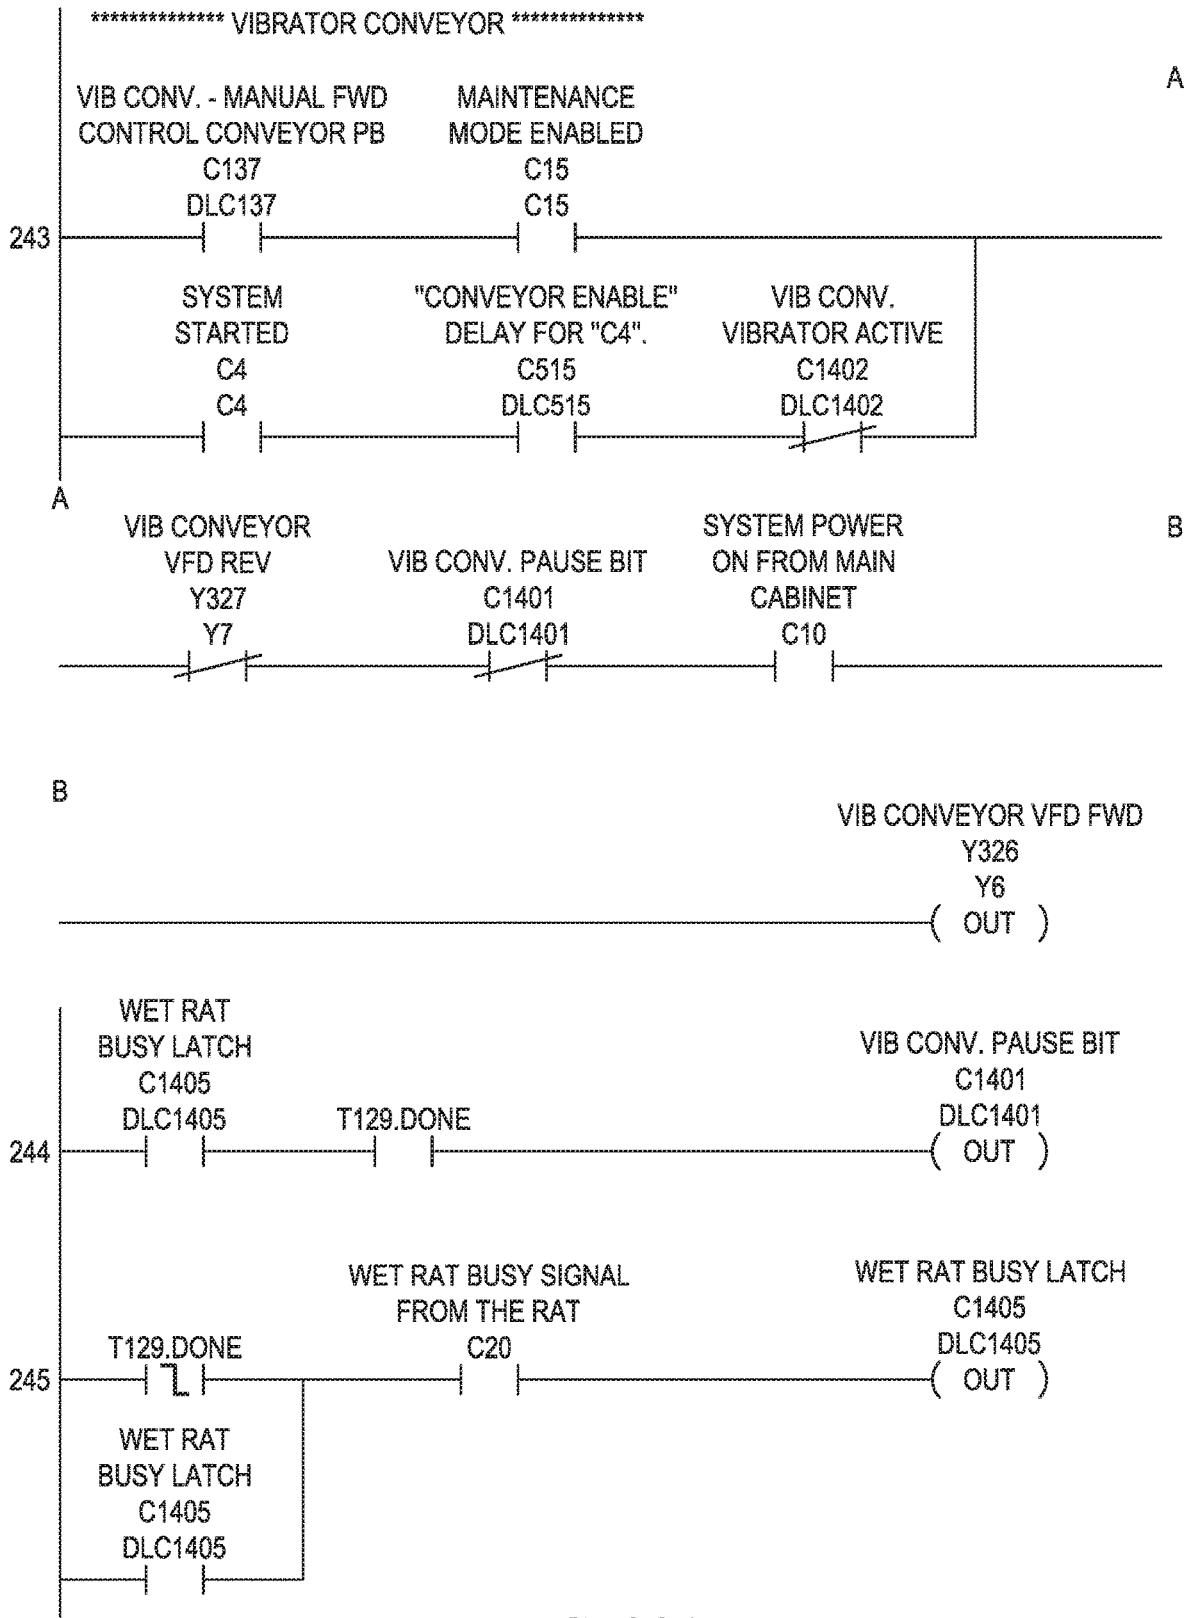 ************** VIBRATOR CONVEYOR **************
A
VIB CONV. - MANUAL FWD
CONTROL CONVEYOR PB
C137
DLC137
MAINTENANCE
MODE ENABLED
C15
C15
243
SYSTEM
STARTED
C4
C4
"CONVEYOR ENABLE"
DELAY FOR "C4".
C515
DLC515
VIB CONV.
VIBRATOR ACTIVE
C1402
DLC1402
A
VIB CONVEYOR
VFD REV
Y327
Y7
VIB CONV. PAUSE BIT
C1401
DLC1401
SYSTEM POWER
ON FROM MAIN
CABINET
C10
B
B
VIB CONVEYOR VFD FWD
Y326
Y6
( OUT )
WET RAT
BUSY LATCH
C1405
DLC1405
T129.DONE
VIB CONV. PAUSE BIT
C1401
DLC1401
244
( OUT )
T129.DONE
WET RAT BUSY SIGNAL
FROM THE RAT
C20
WET RAT BUSY LATCH
C1405
DLC1405
245
( OUT )
WET RAT
BUSY LATCH
C1405
DLC1405